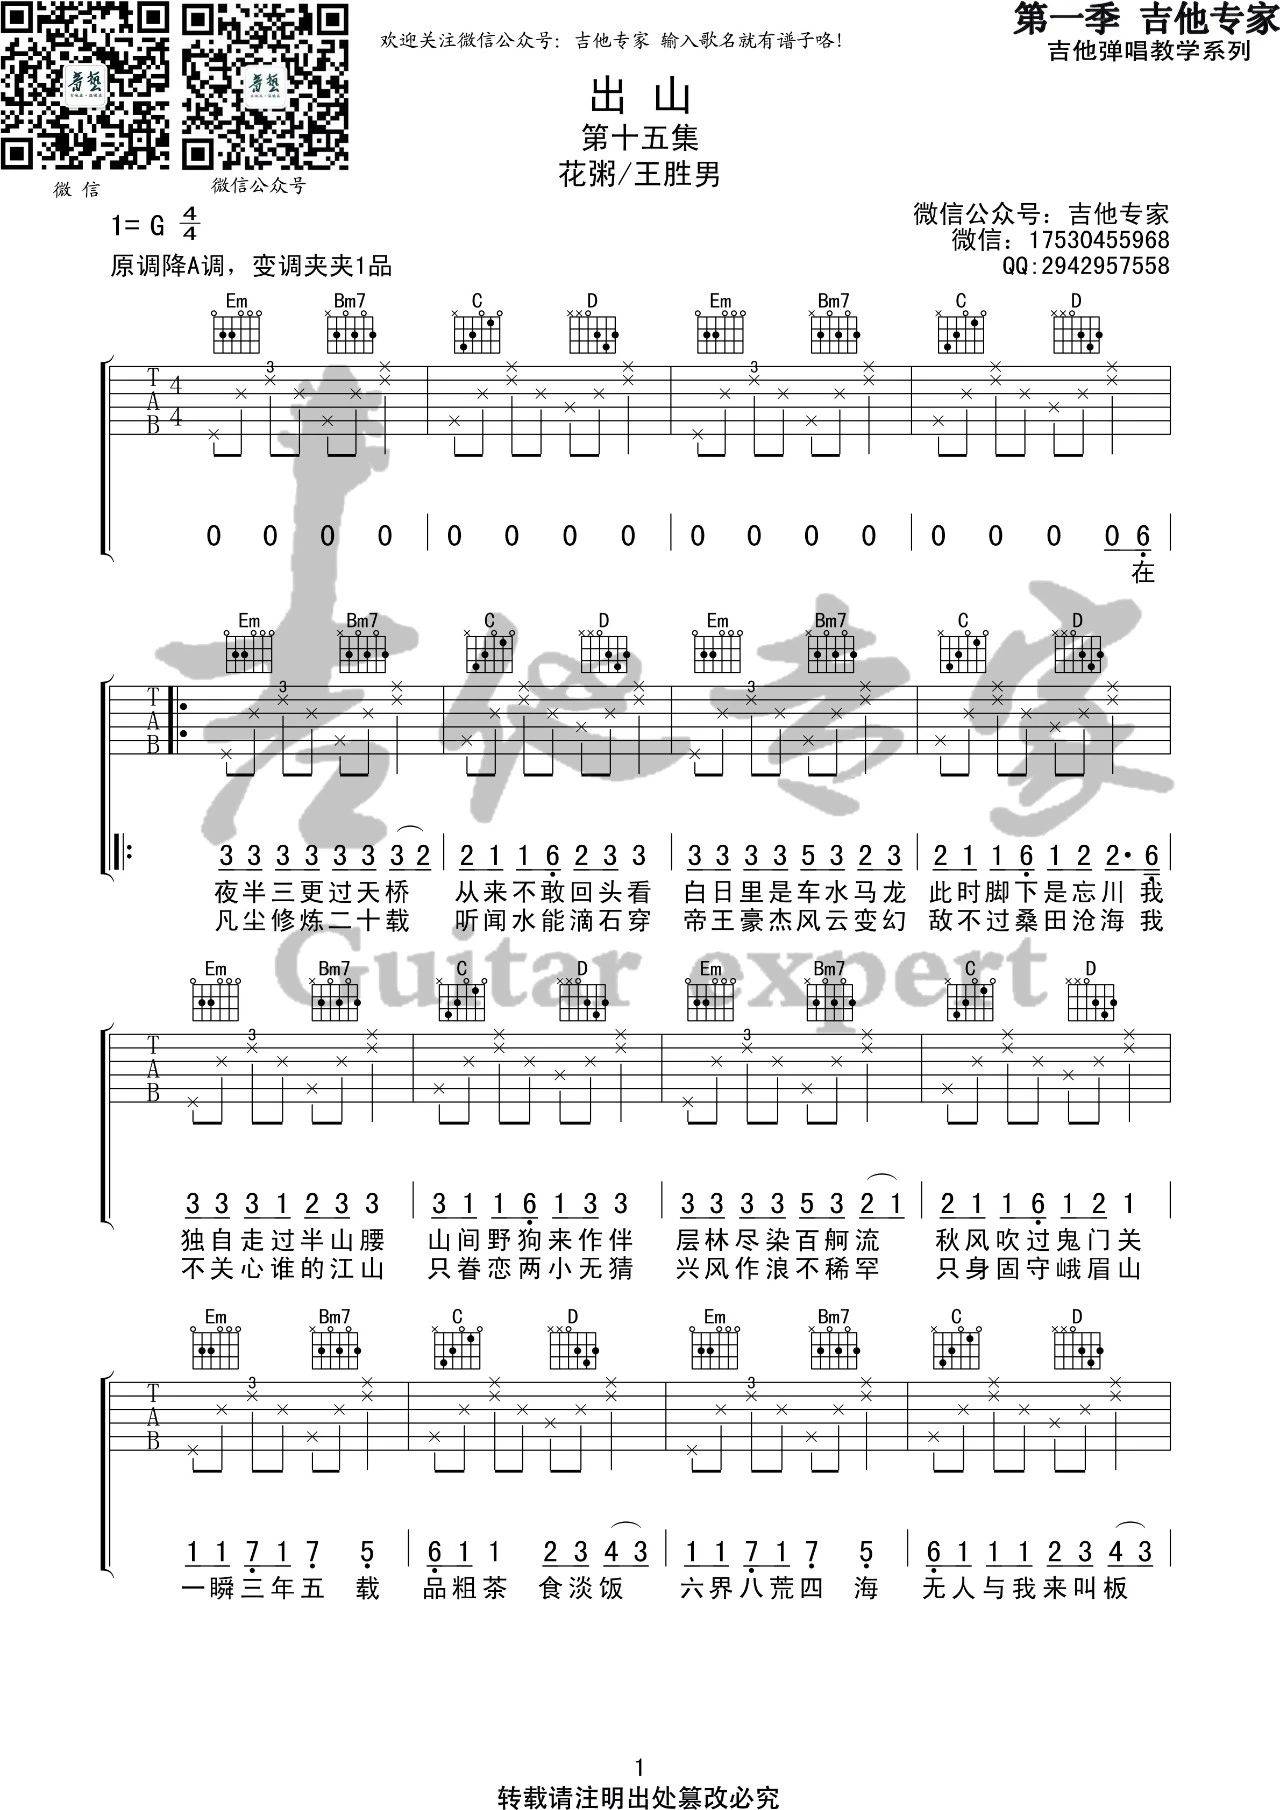 第一季 吉他专家
吉他弹唱教学系列
欢迎关注微信公众号：吉他专家 输入歌名就有谱子咯!
微信
微信公众号
出 山
第十五集
花粥/王胜男
1= G 4/4
原调降A调，变调夹夹1品
微信公众号：吉他专家
微信：17530455968
QQ:2942957558
Em Bm7 C D Em Bm7 C D
3 3
T A B 4/4
0 0 0 0 0 0 0 0 0 0 0 0 0 0 0 0 6
在
Em Bm7 C D Em Bm7 C D
3 3
T A B
3 3 3 3 3 3 3 2 2 1 1 6 2 3 3 3 3 3 3 5 3 2 3 2 1 1 6 1 2 2· 6
夜半三更过天桥 从来不敢回头看 白日里是车水马龙 此时脚下是忘川 我
凡尘修炼二十载 听闻水能滴石穿 帝王豪杰风云变幻 敌不过桑田沧海 我
吉他专家
Guitar expert
Em Bm7 C D Em Bm7 C D
3 3
T A B
3 3 3 1 2 3 3 3 1 1 6 1 3 3 3 3 3 3 5 3 2 1 2 1 1 6 1 2 1
独自走过半山腰 山间野狗来作伴 层林尽染百舸流 秋风吹过鬼门关
不关心谁的江山 只眷恋两小无猜 兴风作浪不稀罕 只身固守峨眉山
Em Bm7 C D Em Bm7 C D
3 3
T A B
1 1 7 1 7 5 6 1 1 2 3 4 3 1 1 7 1 7 5 6 1 1 1 2 3 4 3
一瞬三年五 载 品粗茶 食淡饭 六界八荒四 海 无人与我来叫板
1
转载请注明出处篡改必究